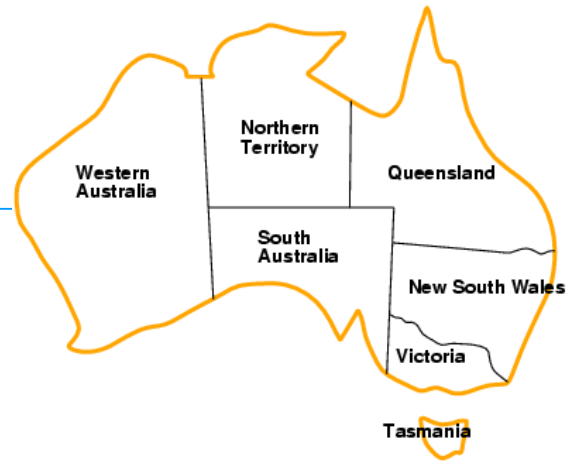 Northern
Territory
Western
Australia
Queensland
South
Australia
New South Wales
Victoria
Tasmania